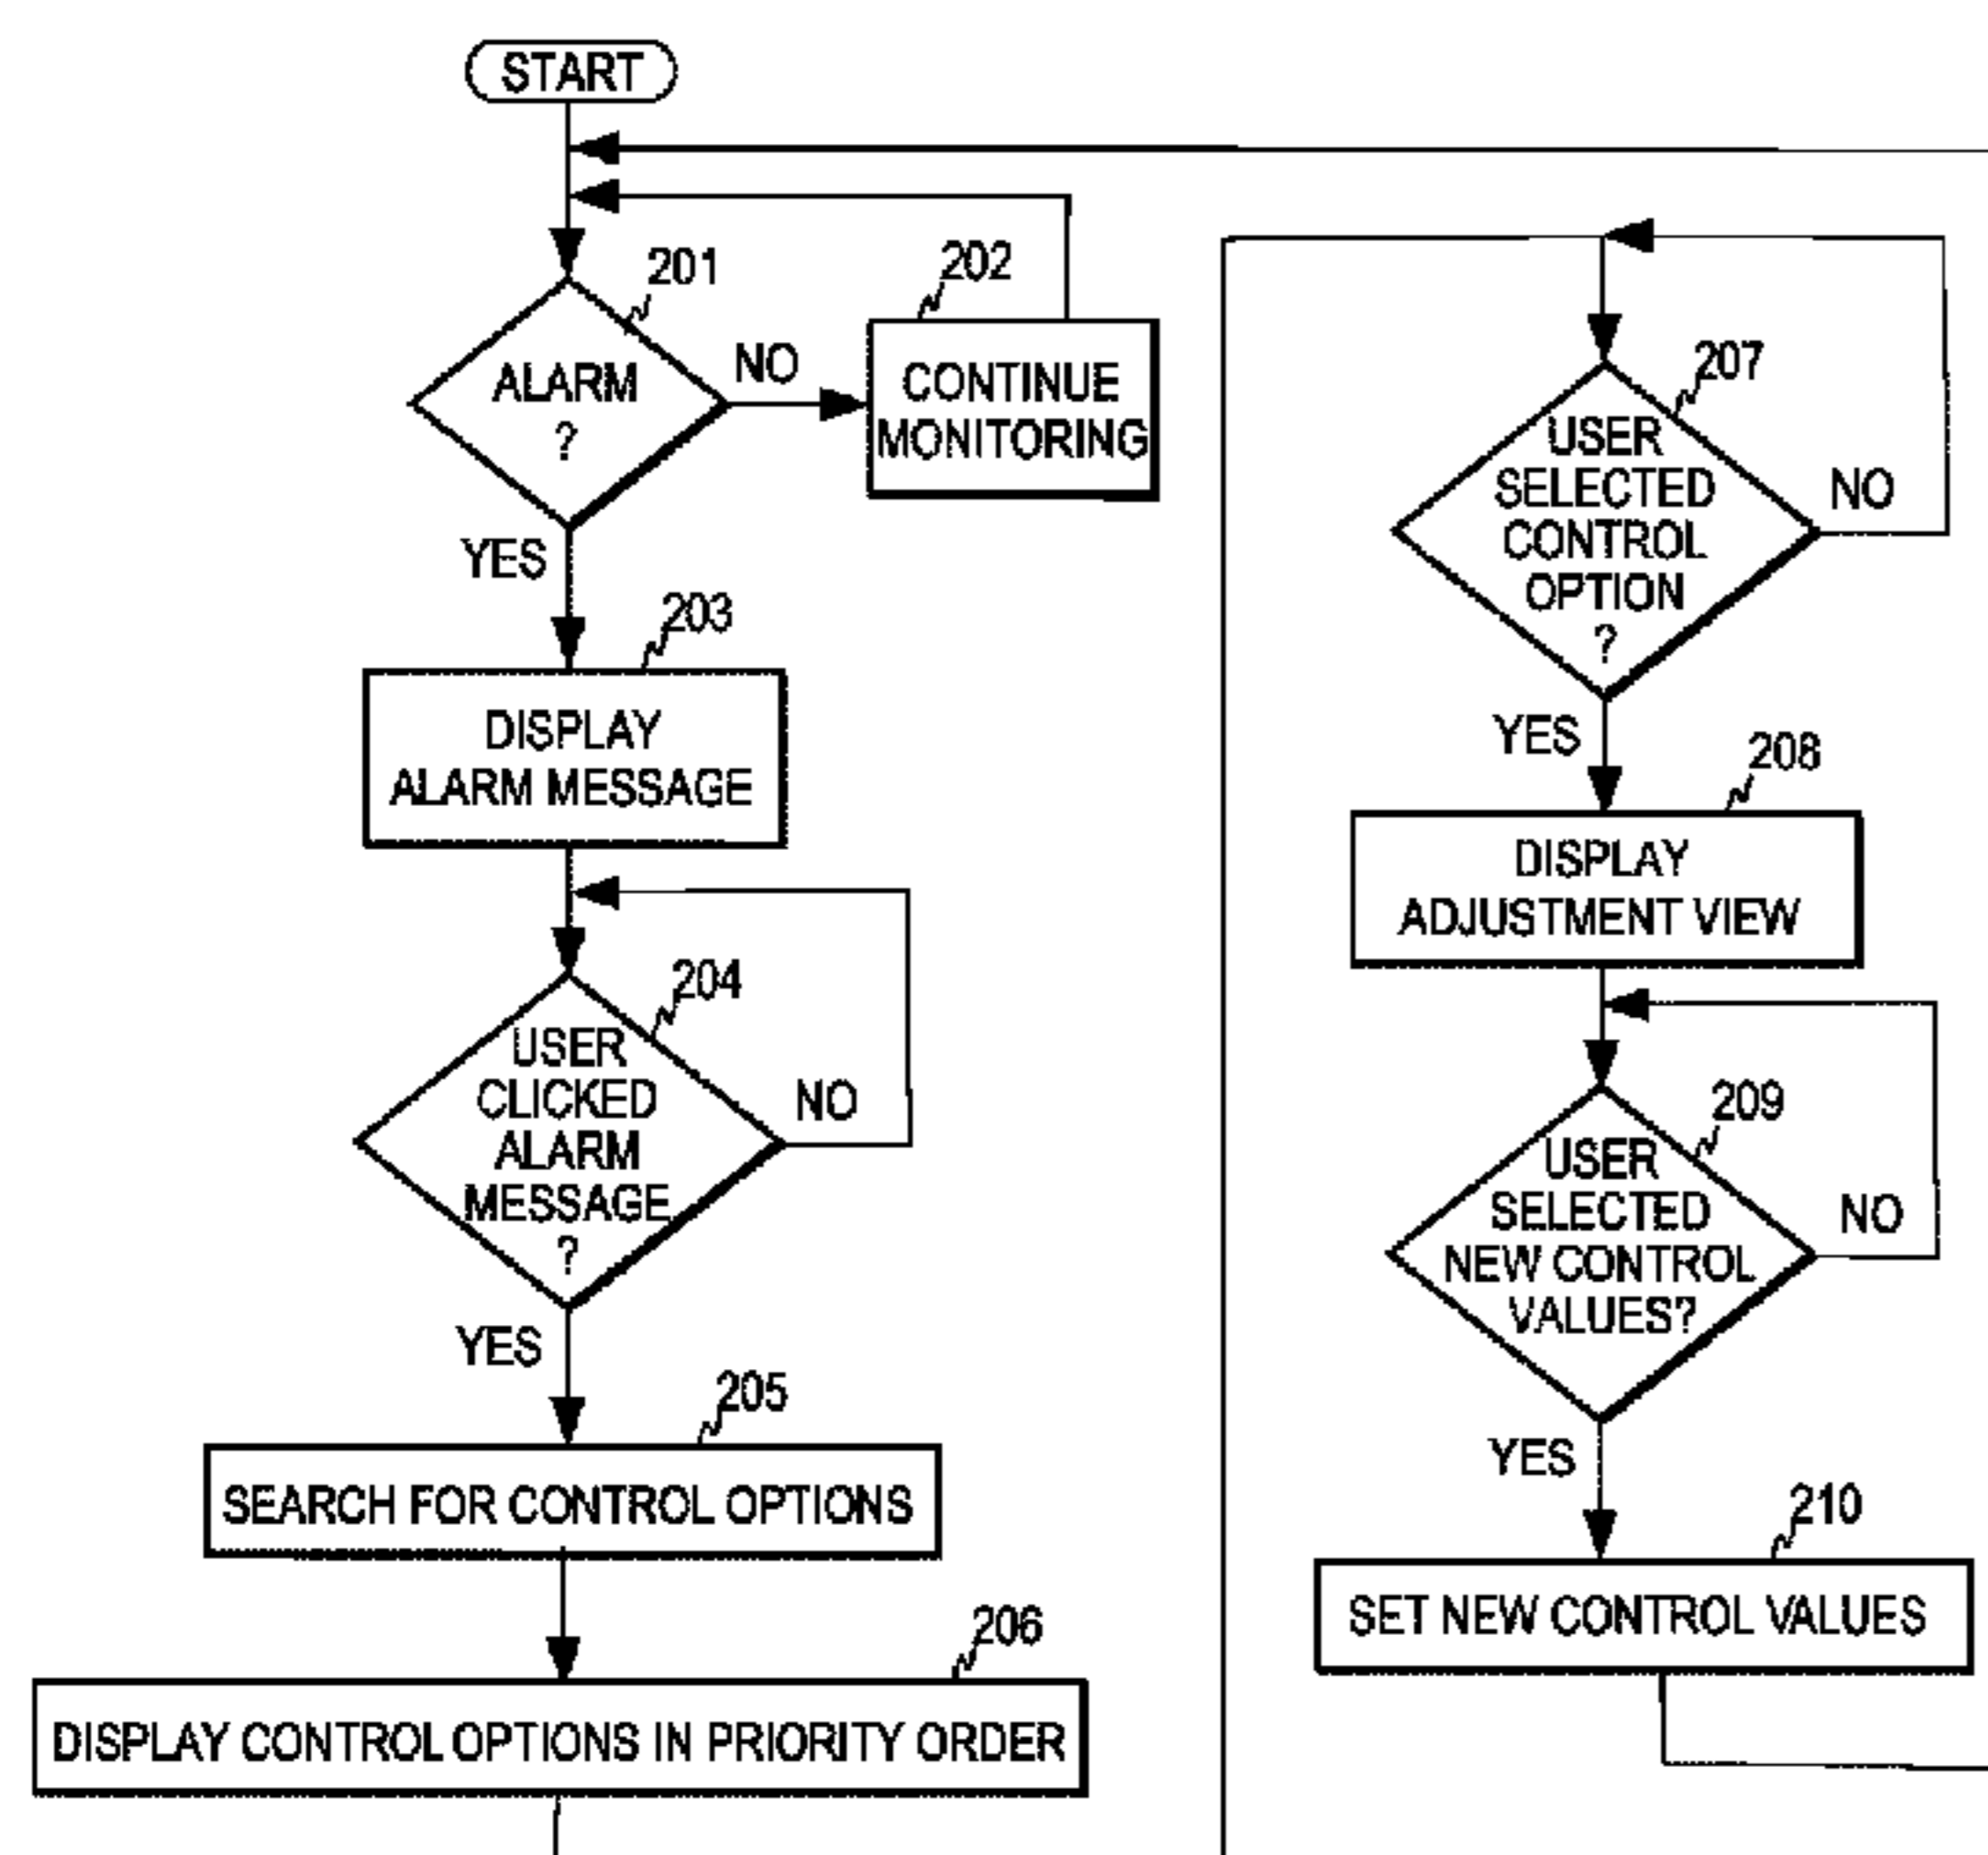 START
201
ALARM
?
NO
202
CONTINUE
MONITORING
YES
203
DISPLAY
ALARM MESSAGE
204
USER
CLICKED
ALARM
MESSAGE
?
NO
YES
205
SEARCH FOR CONTROL OPTIONS
206
DISPLAY CONTROL OPTIONS IN PRIORITY ORDER
207
USER
SELECTED
CONTROL
OPTION
?
NO
YES
208
DISPLAY
ADJUSTMENT VIEW
209
USER
SELECTED
NEW CONTROL
VALUES?
NO
YES
210
SET NEW CONTROL VALUES